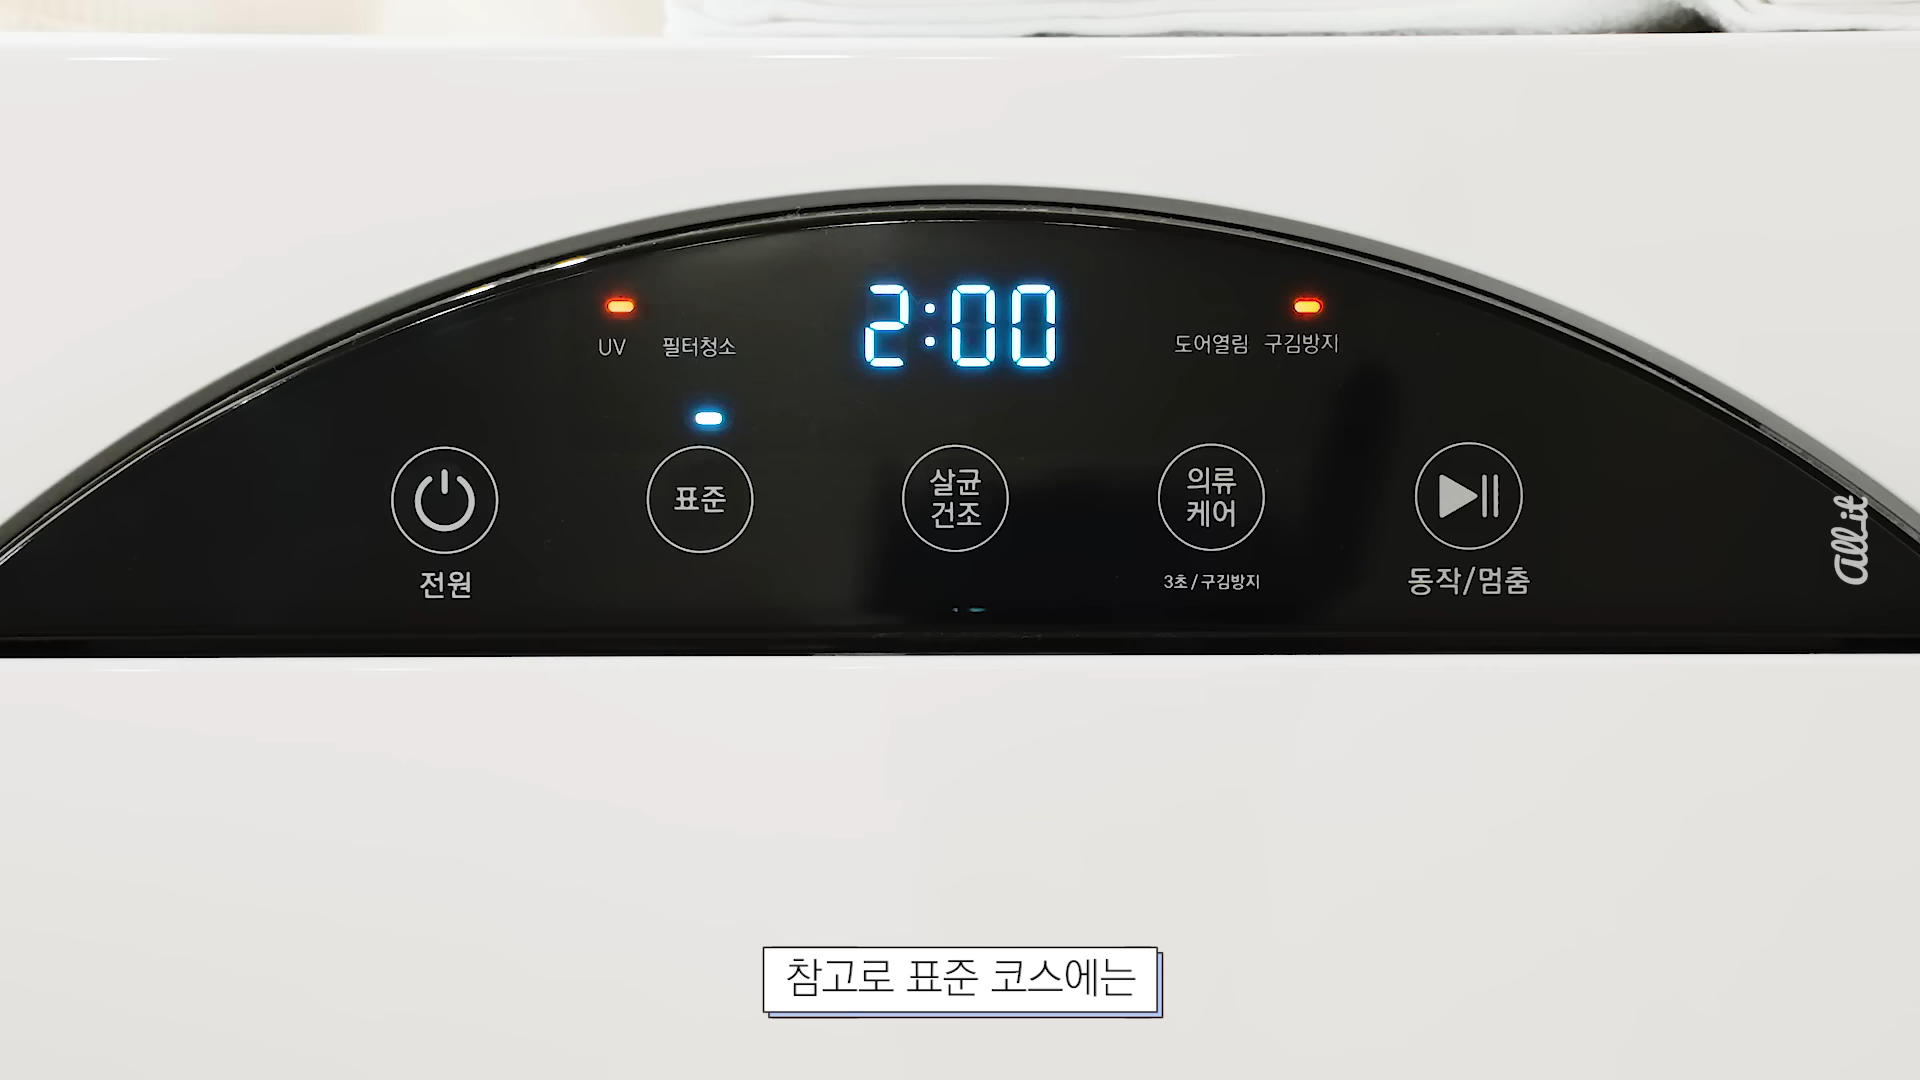 2:00
UV 필터청소
도어열림 구김방지
표준
살균
건조
의류
케어
전원
3초/구김방지
동작/멈춤
allit
참고로 표준 코스에는